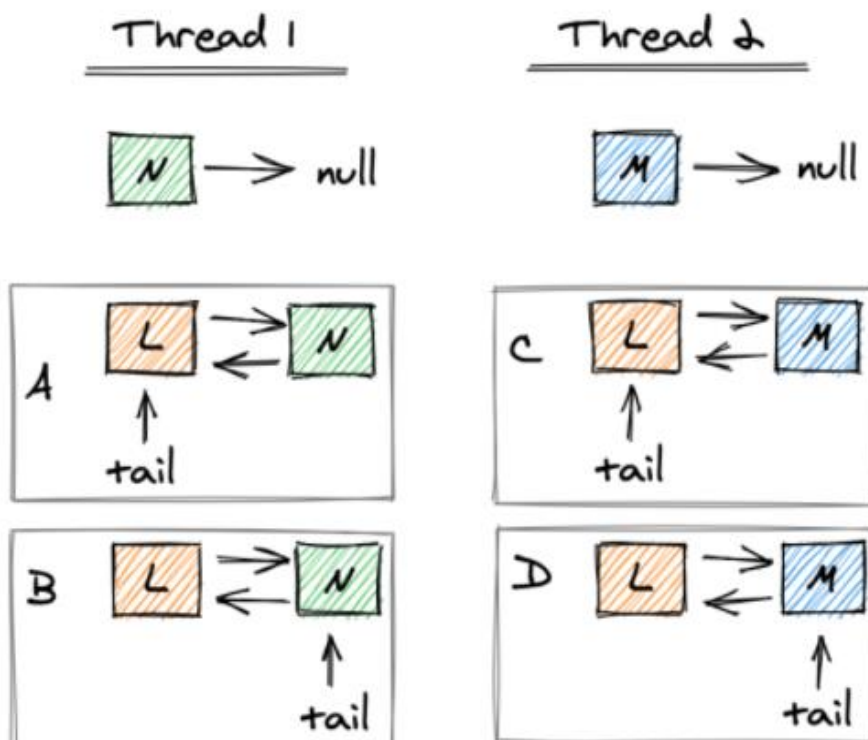 Thread 1
Thread 2
N null
M null
A L N
tail
C L M
tail
B L N
tail
D L M
tail